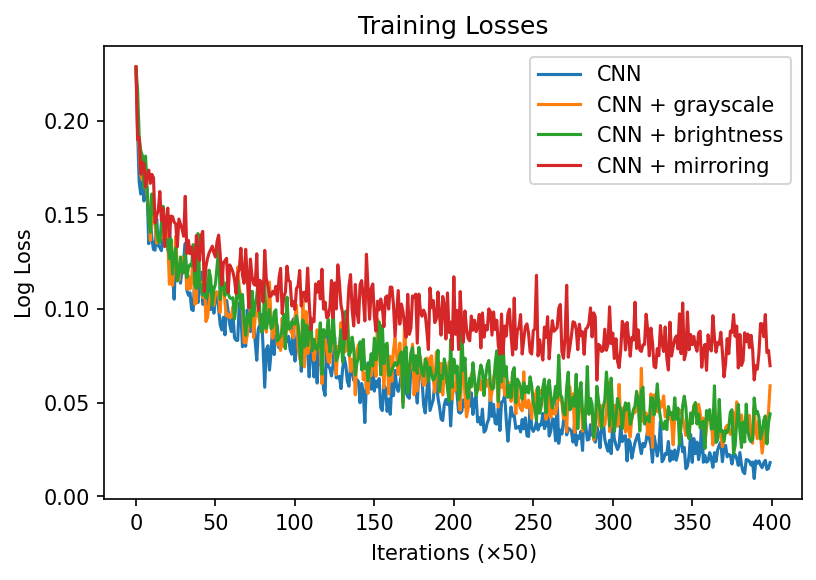 Training Losses
CNN
CNN + grayscale
CNN + brightness
CNN + mirroring
Log Loss
0.20
0.15
0.10
0.05
0.00
0 50 100 150 200 250 300 350 400
Iterations (×50)